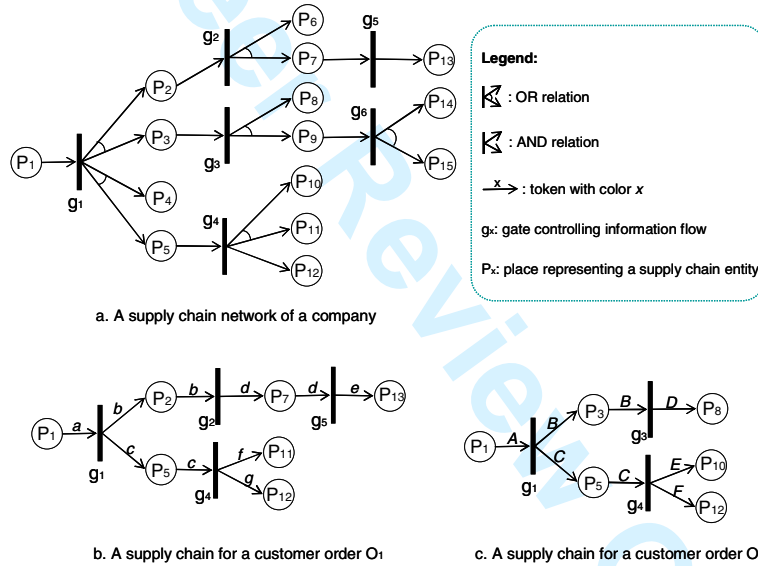 P6
g5
g2
P7
P13
P2
P8
P14
g6
P3
P9
P1
g3
P15
g1
P4
P10
g4
P11
P5
P12
a. A supply chain network of a company
Legend:
: OR relation
: AND relation
x
: token with color x
gx: gate controlling information flow
Px: place representing a supply chain entity
b
P2
b
d
P7
d
e
P13
P1
a
g2
g5
c
g1
P5
c
f
P11
g4
g
P12
b. A supply chain for a customer order O1
B
P3
B
D
P8
P1
A
g3
C
g1
P5
C
E
P10
g4
F
P12
c. A supply chain for a customer order O
eer Review